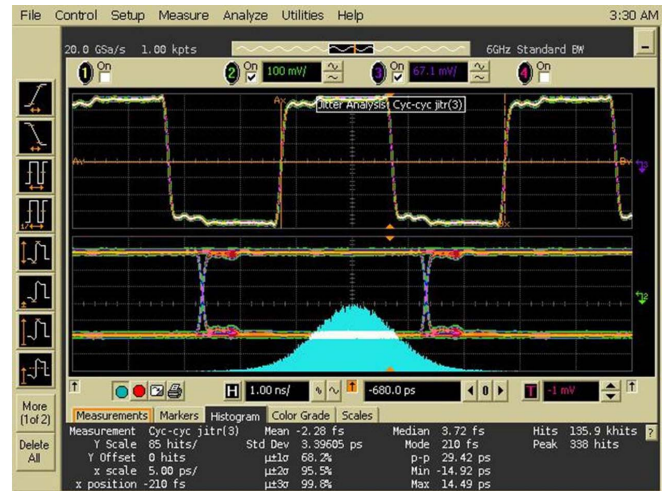 File Control Setup Measure Analyze Utilities Help 3:30 AM
20.0 GSa/s 1.00 kpts 6GHz Standard BW
1 On 2 On 100 mV/ 3 On 67.1 mV/ 4 On
Jitter Analysis: Cyc-cyc jitr(3)
More
(1of 2)
Delete
All
H 1.00 ns/ -680.0 ps 0 T -1 mV
Measurements Markers Histogram Color Grade Scales
Measurement Cyc-cyc jitr(3) Mean -2.28 fs Median 3.72 fs Hits 135.9 khits ?
Y Scale 85 hits/ Std Dev 3.39605 ps Mode 210 fs Peak 338 hits
Y Offset 0 hits μ±1σ 68.2% p-p 29.42 ps
x scale 5.00 ps/ μ±2σ 95.5% Min -14.92 ps
x position -210 fs μ±3σ 99.8% Max 14.49 ps